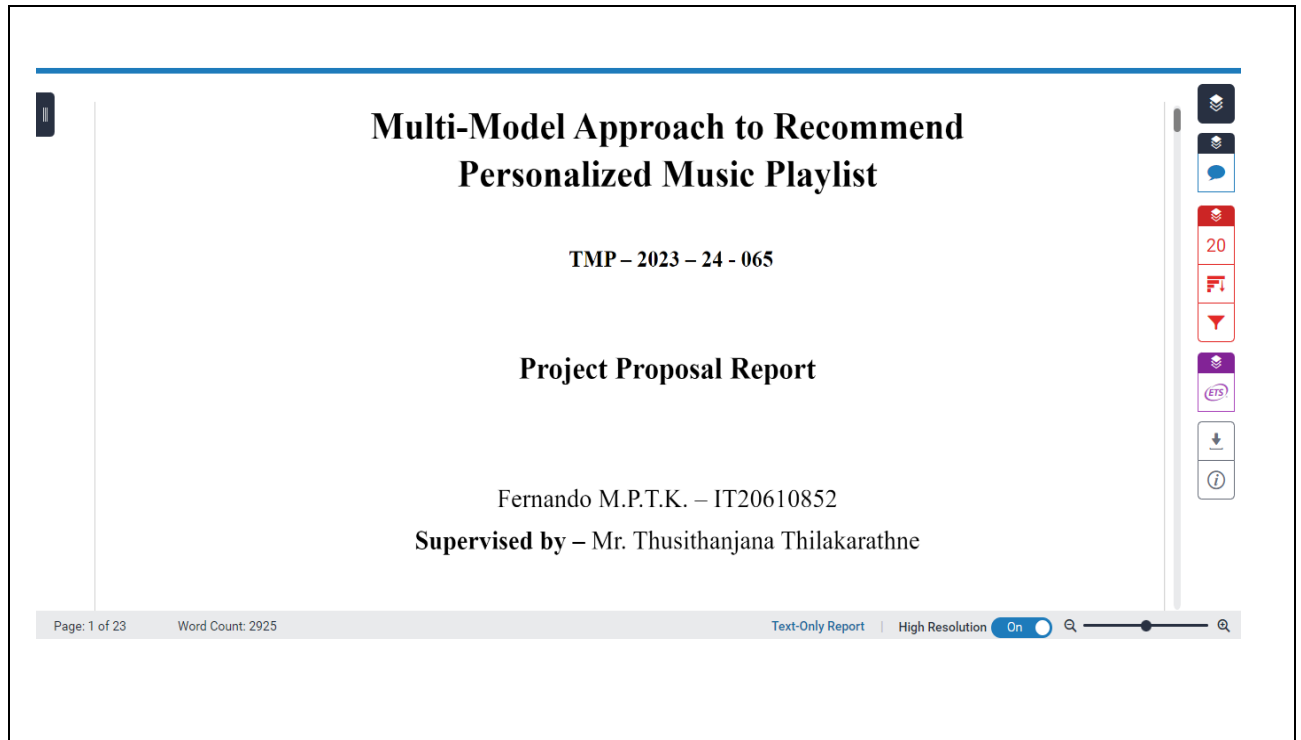 Multi-Model Approach to Recommend
Personalized Music Playlist
TMP – 2023 – 24 - 065
20
Project Proposal Report
ETS
Fernando M.P.T.K. – IT20610852
Supervised by – Mr. Thusithanjana Thilakarathne
Page: 1 of 23 Word Count: 2925 Text-Only Report | High Resolution On